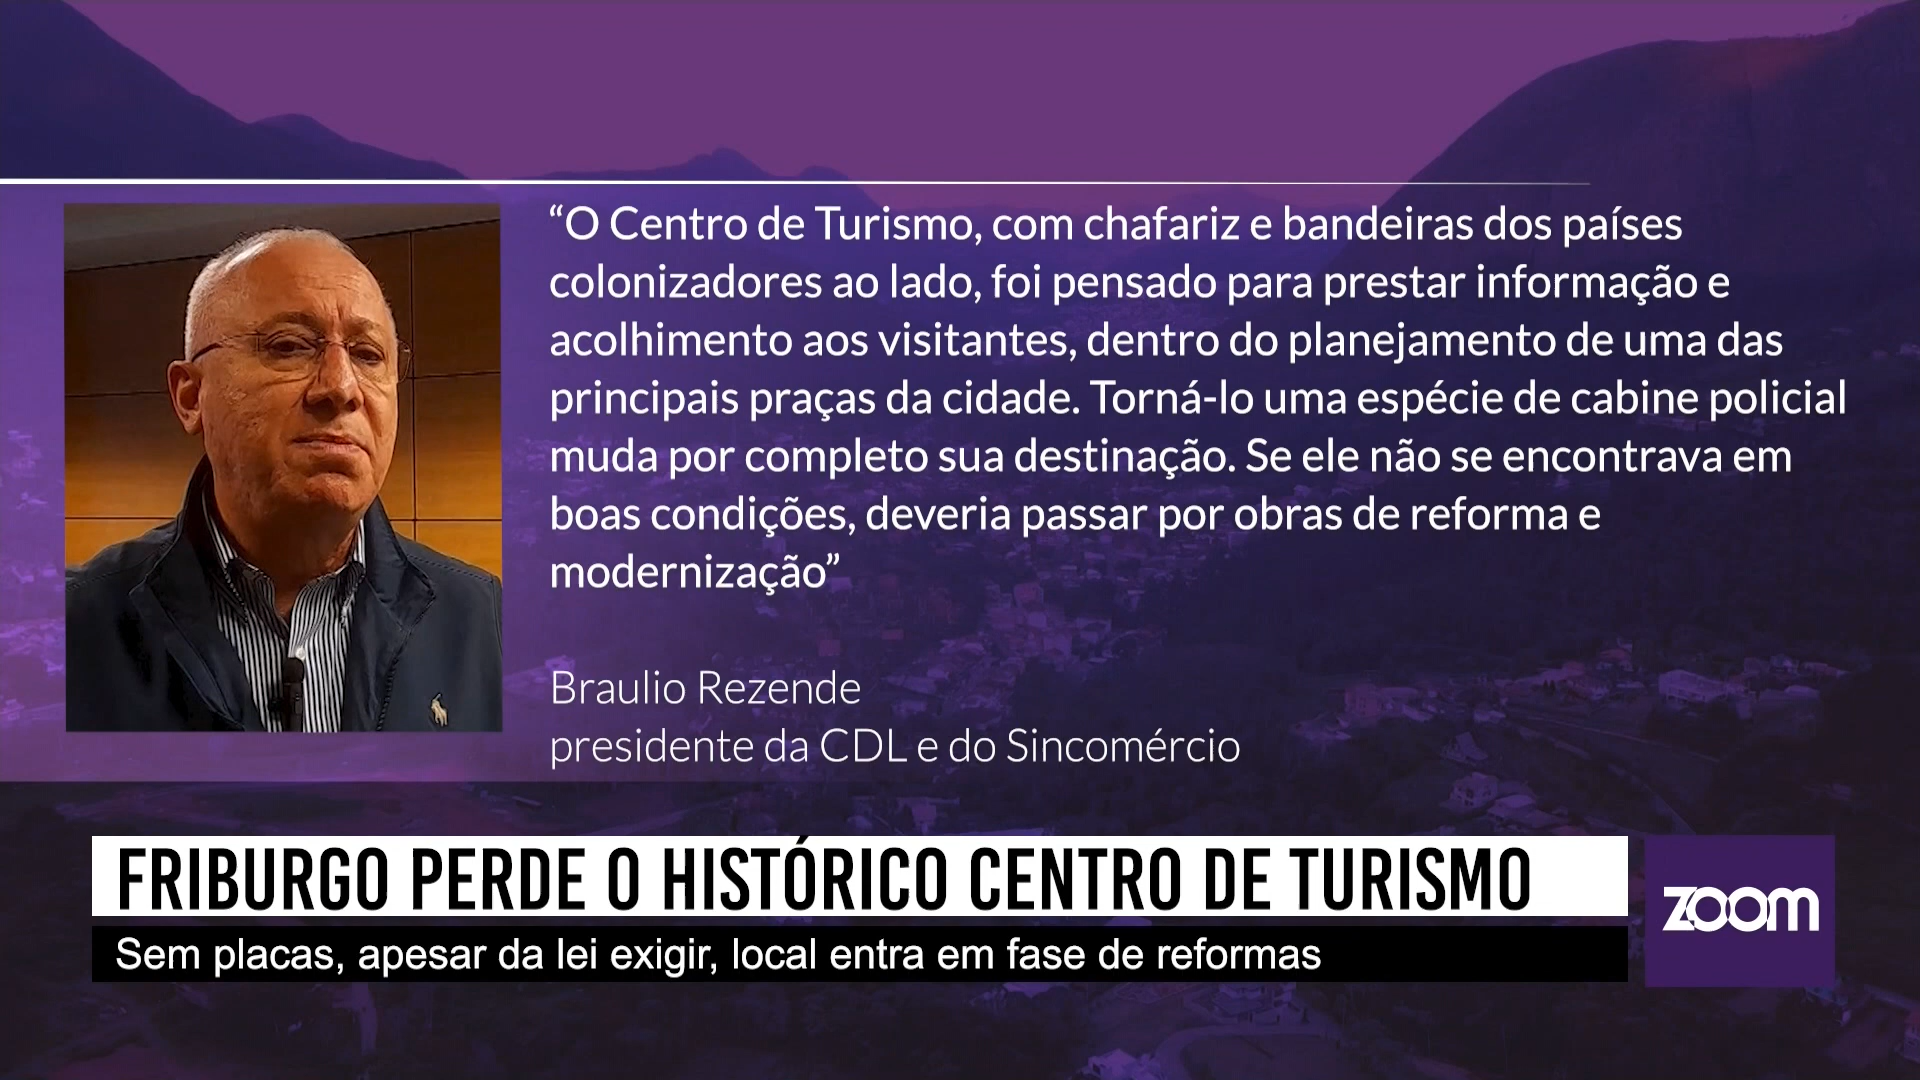 “O Centro de Turismo, com chafariz e bandeiras dos países
colonizadores ao lado, foi pensado para prestar informação e
acolhimento aos visitantes, dentro do planejamento de uma das
principais praças da cidade. Torná-lo uma espécie de cabine policial
muda por completo sua destinação. Se ele não se encontrava em
boas condições, deveria passar por obras de reforma e
modernização”
Braulio Rezende
presidente da CDL e do Sincomércio
FRIBURGO PERDE O HISTÓRICO CENTRO DE TURISMO
Sem placas, apesar da lei exigir, local entra em fase de reformas
zoom